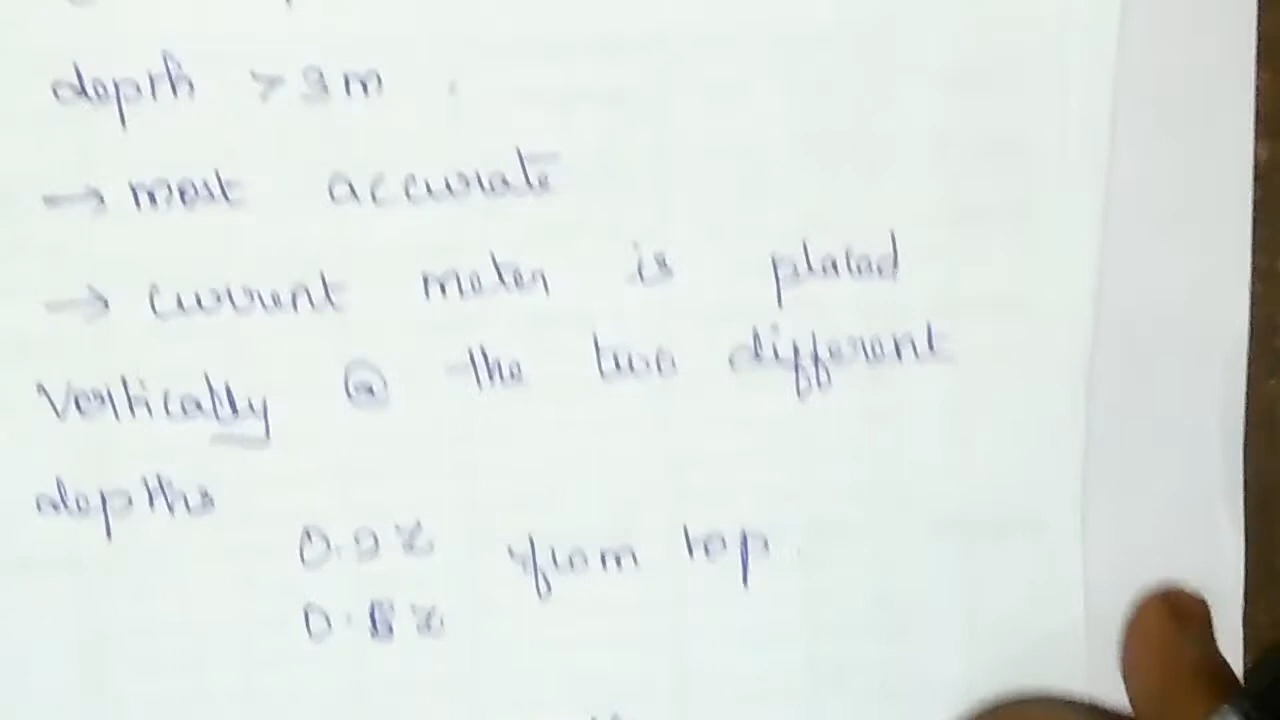 depth > 3m
→ most accurate
→ current meter is placed
vertically @ the two different
depths
0.2% from top
0.8%